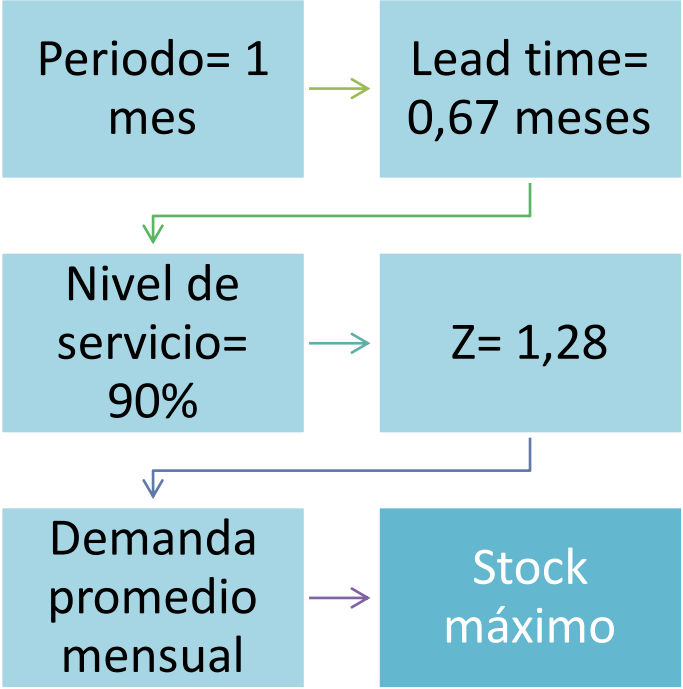 Periodo= 1
mes
Lead time=
0,67 meses
Nivel de
servicio=
90%
Z= 1,28
Demanda
promedio
mensual
Stock
máximo